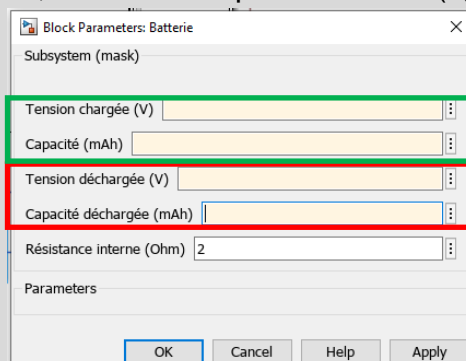 Block Parameters: Batterie
Subsystem (mask)
Tension chargée (V)
Capacité (mAh)
Tension déchargée (V)
Capacité déchargée (mAh)
Résistance interne (Ohm) 2
Parameters
OK Cancel Help Apply